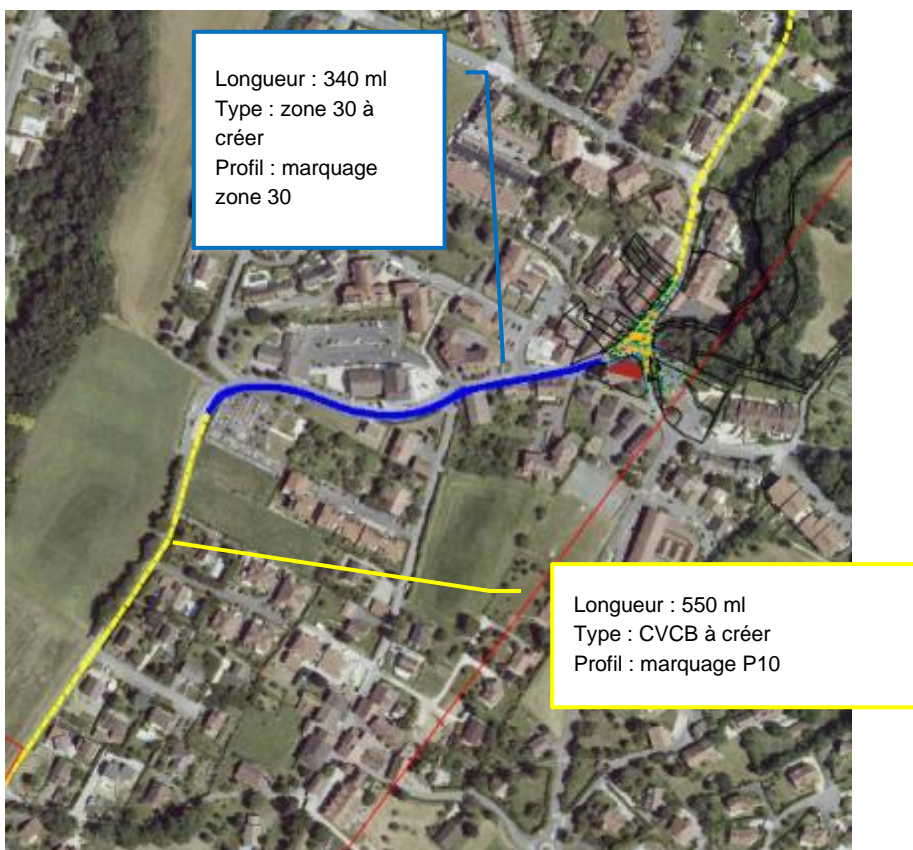 Longueur : 340 ml
Type : zone 30 à
créer
Profil : marquage
zone 30
Longueur : 550 ml
Type : CVCB à créer
Profil : marquage P10